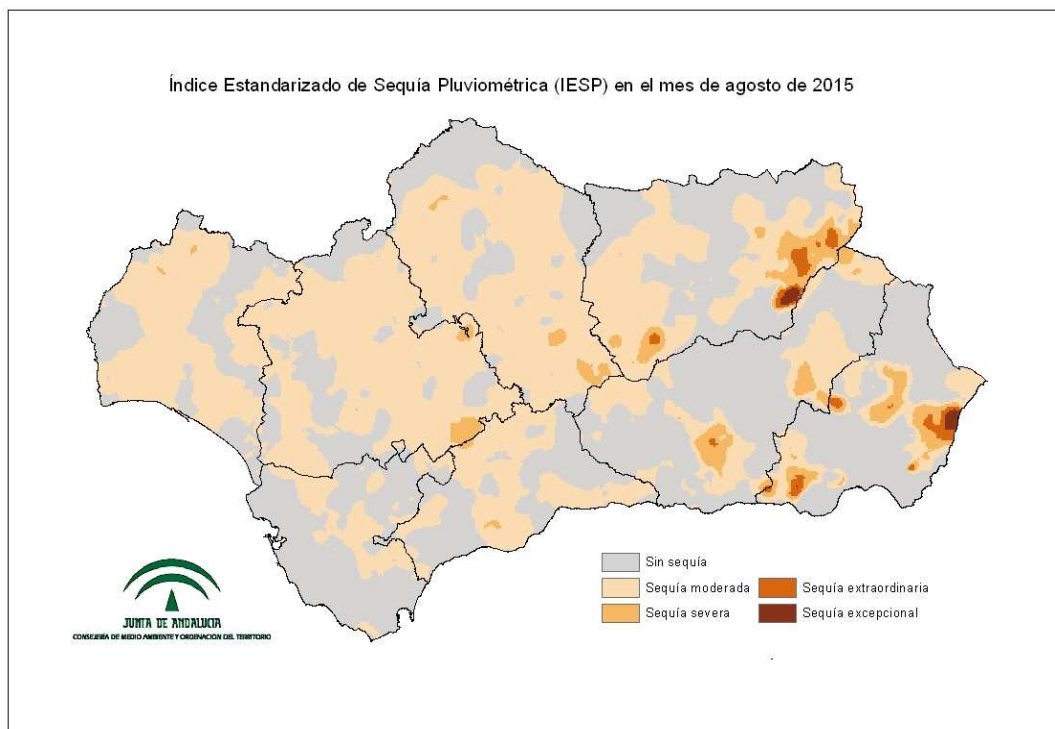 Índice Estandarizado de Sequía Pluviométrica (IESP) en el mes de agosto de 2015
Sin sequía
Sequía moderada
Sequía extraordinaria
Sequía severa
Sequía excepcional
JUNTA DE ANDALUCIA
CONSEJERÍA DE MEDIO AMBIENTE Y ORDENACIÓN DEL TERRITORIO